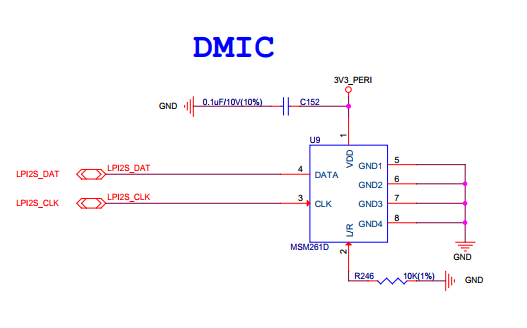 DMIC
3V3_PERI
GND 0.1uF/10V(10%) C152
U9
1
VDD
LPI2S_DAT LPI2S_DAT 4 DATA
LPI2S_CLK LPI2S_CLK 3 CLK
GND1 5
GND2 6
GND3 7
GND4 8
L/R
MSM261D
2
GND
R246 10K(1%) GND